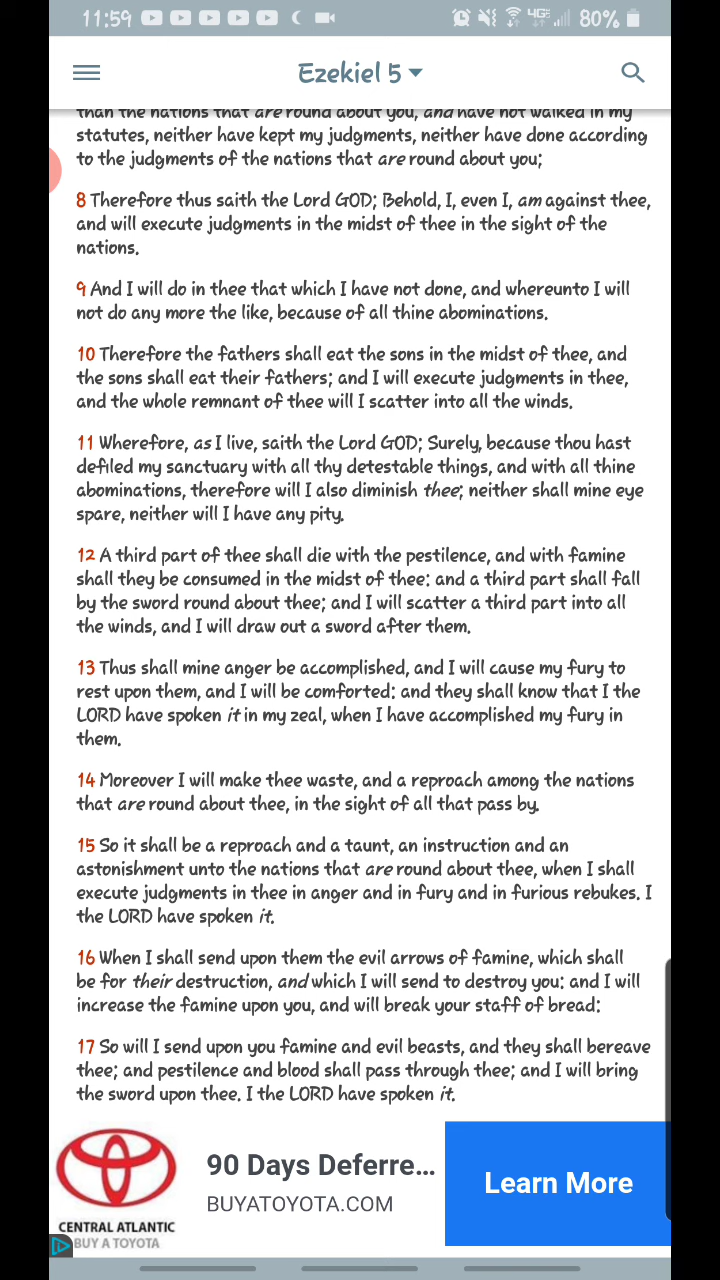 11:59
4GE 80%
Ezekiel 5
than the nations that are round about you, and have not walked in my
statutes, neither have kept my judgments, neither have done according
to the judgments of the nations that are round about you;
8 Therefore thus saith the Lord GOD; Behold, I, even I, am against thee,
and will execute judgments in the midst of thee in the sight of the
nations.
9 And I will do in thee that which I have not done, and whereunto I will
not do any more the like, because of all thine abominations.
10 Therefore the fathers shall eat the sons in the midst of thee, and
the sons shall eat their fathers; and I will execute judgments in thee,
and the whole remnant of thee will I scatter into all the winds.
11 Wherefore, as I live, saith the Lord GOD; Surely, because thou hast
defiled my sanctuary with all thy detestable things, and with all thine
abominations, therefore will I also diminish thee; neither shall mine eye
spare, neither will I have any pity.
12 A third part of thee shall die with the pestilence, and with famine
shall they be consumed in the midst of thee: and a third part shall fall
by the sword round about thee; and I will scatter a third part into all
the winds, and I will draw out a sword after them.
13 Thus shall mine anger be accomplished, and I will cause my fury to
rest upon them, and I will be comforted: and they shall know that I the
LORD have spoken it in my zeal, when I have accomplished my fury in
them.
14 Moreover I will make thee waste, and a reproach among the nations
that are round about thee, in the sight of all that pass by.
15 So it shall be a reproach and a taunt, an instruction and an
astonishment unto the nations that are round about thee, when I shall
execute judgments in thee in anger and in fury and in furious rebukes. I
the LORD have spoken it.
16 When I shall send upon them the evil arrows of famine, which shall
be for their destruction, and which I will send to destroy you: and I will
increase the famine upon you, and will break your staff of bread:
17 So will I send upon you famine and evil beasts, and they shall bereave
thee; and pestilence and blood shall pass through thee; and I will bring
the sword upon thee. I the LORD have spoken it.
90 Days Deferre...
BUYATOYOTA.COM
Learn More
CENTRAL ATLANTIC
BUY A TOYOTA